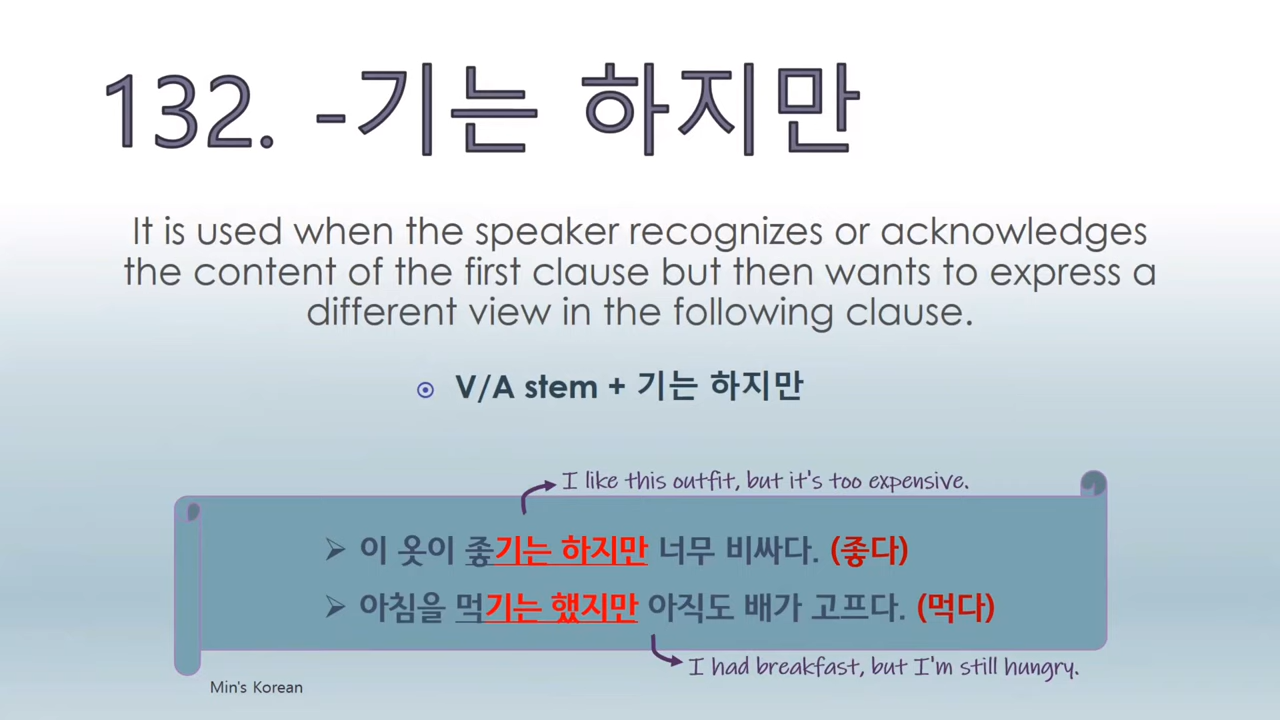 132. -기는 하지만
It is used when the speaker recognizes or acknowledges
the content of the first clause but then wants to express a
different view in the following clause.
V/A stem + 기는 하지만
I like this outfit, but it's too expensive.
이 옷이 좋기는 하지만 너무 비싸다. (좋다)
아침을 먹기는 했지만 아직도 배가 고프다. (먹다)
I had breakfast, but I'm still hungry.
Min's Korean